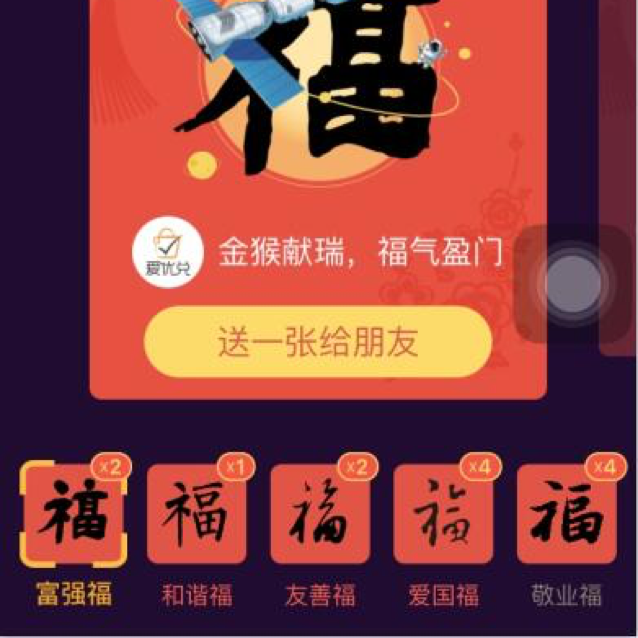 福
爱优兑
金猴献瑞，福气盈门
送一张给朋友
x2 x1 x2 x4 x4
福 福 福 福 福
富强福 和谐福 友善福 爱国福 敬业福